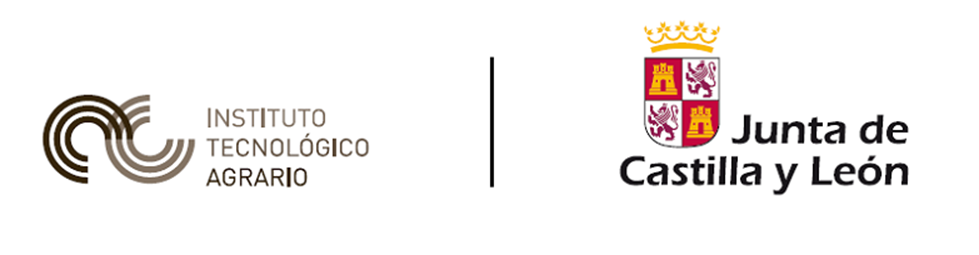 INSTITUTO
TECNOLÓGICO
AGRARIO
Junta de
Castilla y León